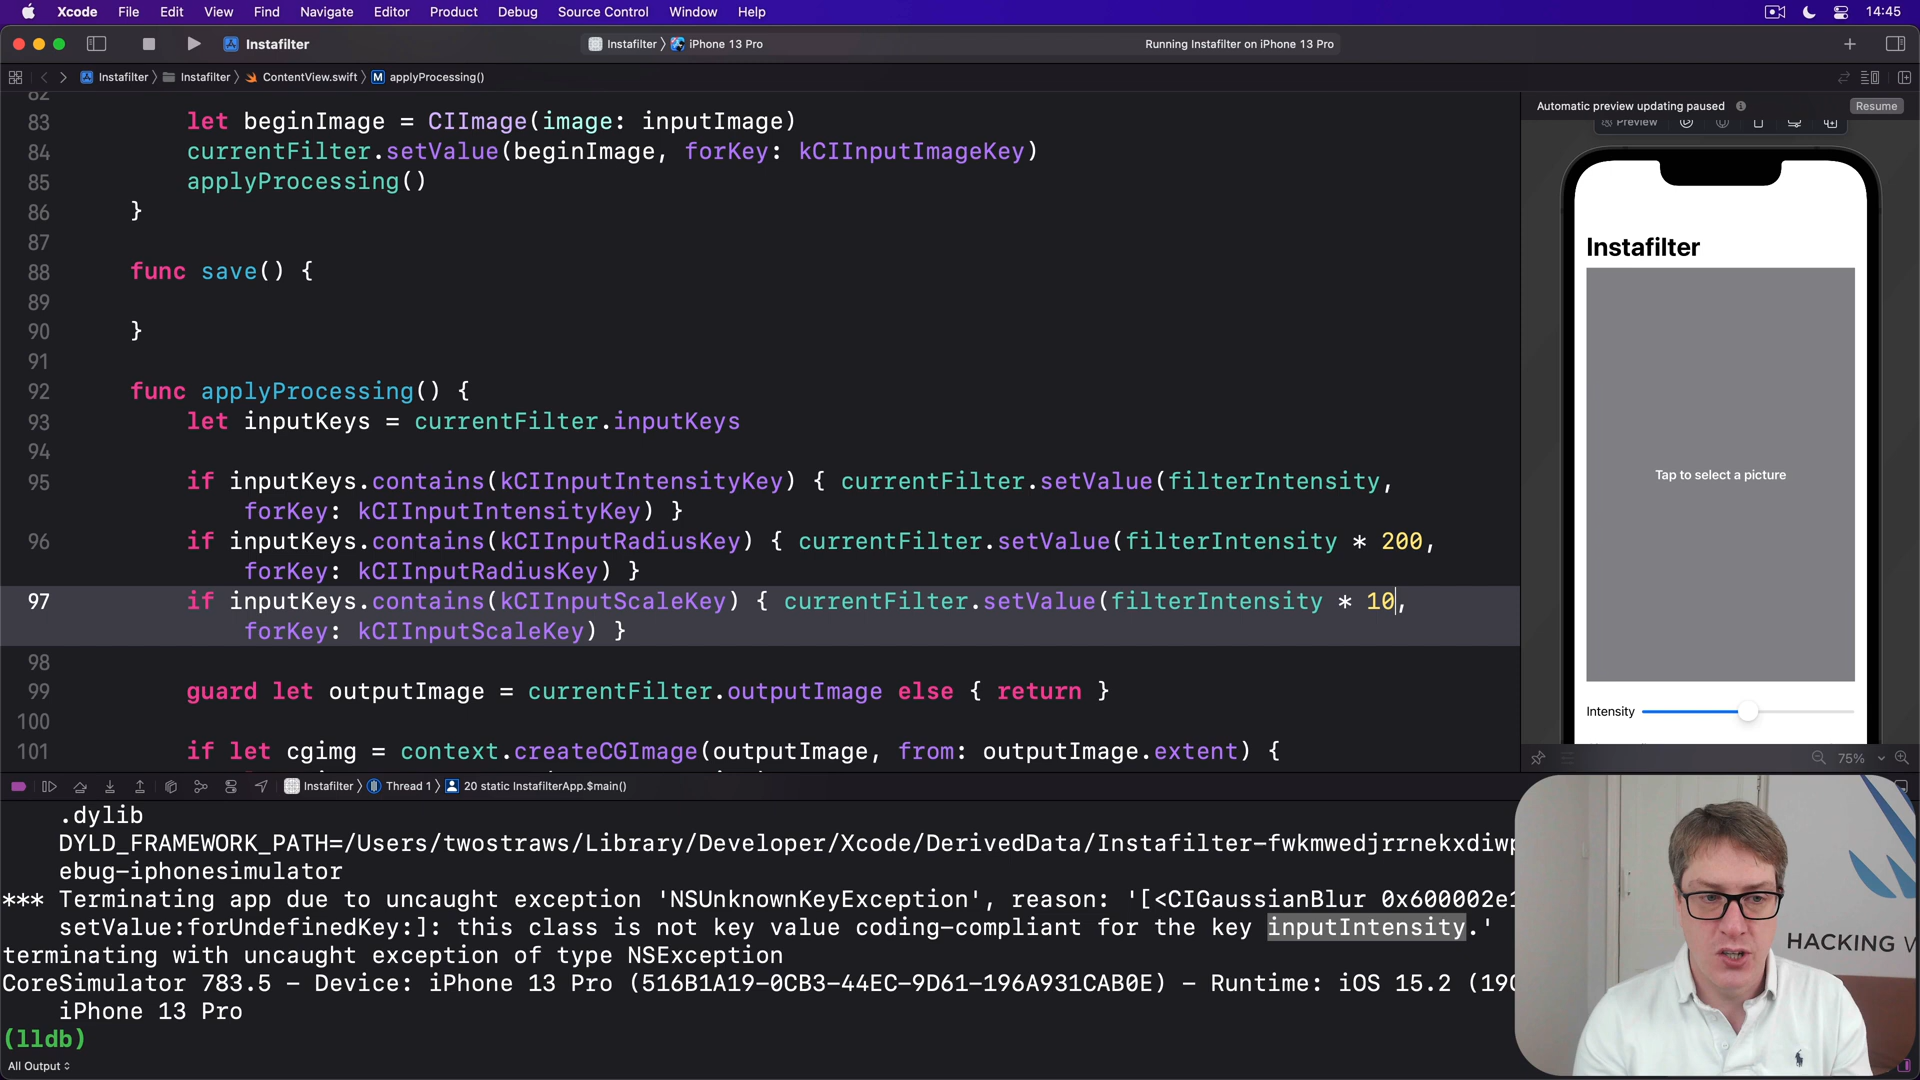 Xcode File Edit View Find Navigate Editor Product Debug Source Control Window Help 14:45
Instafilter Instafilter iPhone 13 Pro Running Instafilter on iPhone 13 Pro
Instafilter Instafilter ContentView.swift M applyProcessing()
Automatic preview updating paused Resume
Preview
82
83 let beginImage = CIImage(image: inputImage)
84 currentFilter.setValue(beginImage, forKey: kCIInputImageKey)
85 applyProcessing()
86 }
87
88 func save() {
89
90 }
91
92 func applyProcessing() {
93 let inputKeys = currentFilter.inputKeys
94
95 if inputKeys.contains(kCIInputIntensityKey) { currentFilter.setValue(filterIntensity,
forKey: kCIInputIntensityKey) }
96 if inputKeys.contains(kCIInputRadiusKey) { currentFilter.setValue(filterIntensity * 200,
forKey: kCIInputRadiusKey) }
97 if inputKeys.contains(kCIInputScaleKey) { currentFilter.setValue(filterIntensity * 10,
forKey: kCIInputScaleKey) }
98
99 guard let outputImage = currentFilter.outputImage else { return }
100
101 if let cgimg = context.createCGImage(outputImage, from: outputImage.extent) {
Instafilter
Tap to select a picture
Intensity
75%
Instafilter Thread 1 20 static InstafilterApp.$main()
.dylib
DYLD_FRAMEWORK_PATH=/Users/twostraws/Library/Developer/Xcode/DerivedData/Instafilter-fwkmwedjrrnekxdiwp
ebug-iphonesimulator
*** Terminating app due to uncaught exception 'NSUnknownKeyException', reason: '[<CIGaussianBlur 0x600002e1
setValue:forUndefinedKey:]: this class is not key value coding-compliant for the key inputIntensity.'
terminating with uncaught exception of type NSException
CoreSimulator 783.5 - Device: iPhone 13 Pro (516B1A19-0CB3-44EC-9D61-196A931CAB0E) - Runtime: iOS 15.2 (19C
iPhone 13 Pro
(lldb)
All Output
HACKING W